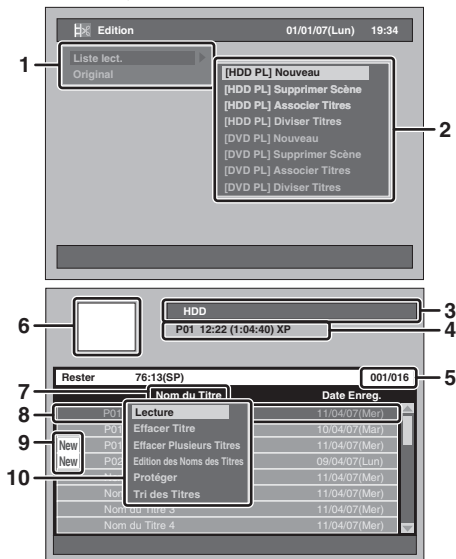 Edition 01/01/07(Lun) 19:34
1
Liste lect.
Original
[HDD PL] Nouveau
[HDD PL] Supprimer Scène
[HDD PL] Associer Titres
[HDD PL] Diviser Titres
[DVD PL] Nouveau
[DVD PL] Supprimer Scène
[DVD PL] Associer Titres
[DVD PL] Diviser Titres
2
6
HDD
3
P01 12:22 (1:04:40) XP
4
Rester 76:13(SP) 001/016
5
7
Nom du Titre Date Enreg.
8
P01 11/04/07(Mer)
P01 10/04/07(Mar)
9
New P01 11/04/07(Mer)
New P02 09/04/07(Lun)
10
Lecture
Effacer Titre
Effacer Plusieurs Titres
Edition des Noms des Titres
Protéger
Tri des Titres
11/04/07(Mer)
Nom 11/04/07(Mer)
Nom du Titre 3 11/04/07(Mer)
Nom du Titre 4 11/04/07(Mer)